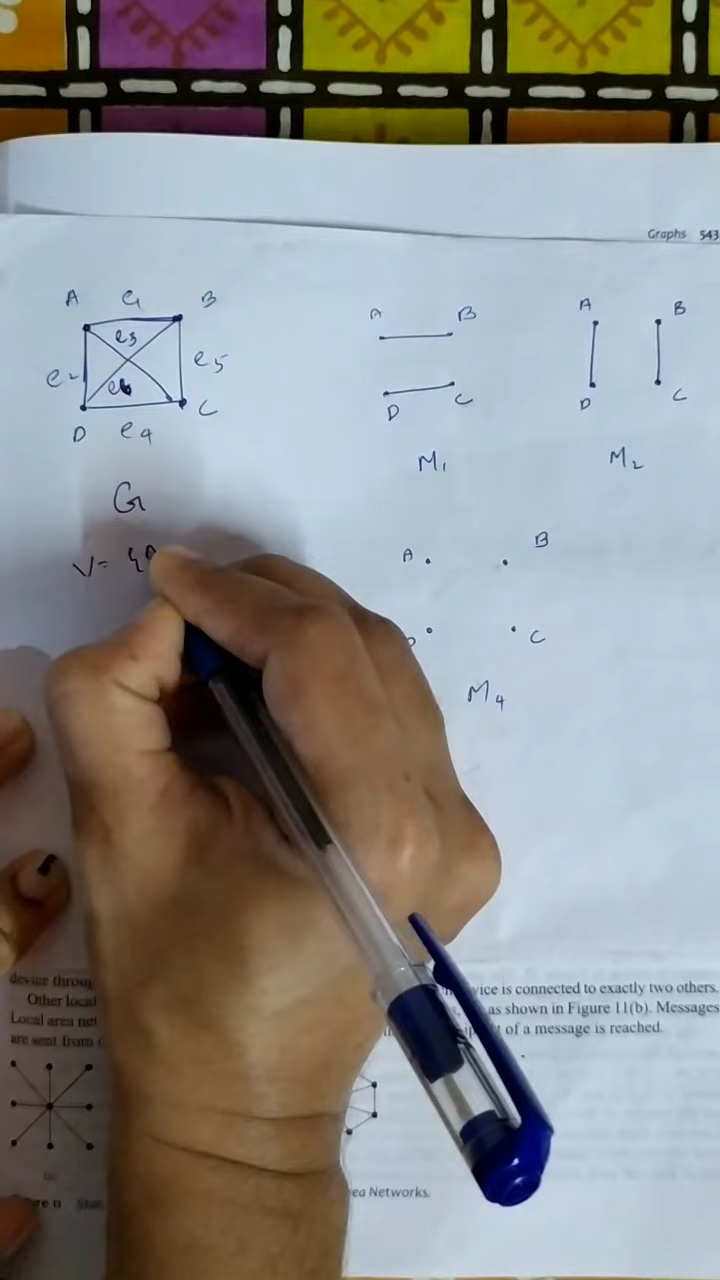 Graphs 543
A e1 B
e3
e2 e5
e6
D e4 C
G
V= {A
A B
D C
M1
A B
D C
M2
A B
C
M4
device throug
vice is connected to exactly two others.
Other local
as shown in Figure 11(b). Messages
Local area net
of a message is reached.
are sent from
ea Networks.